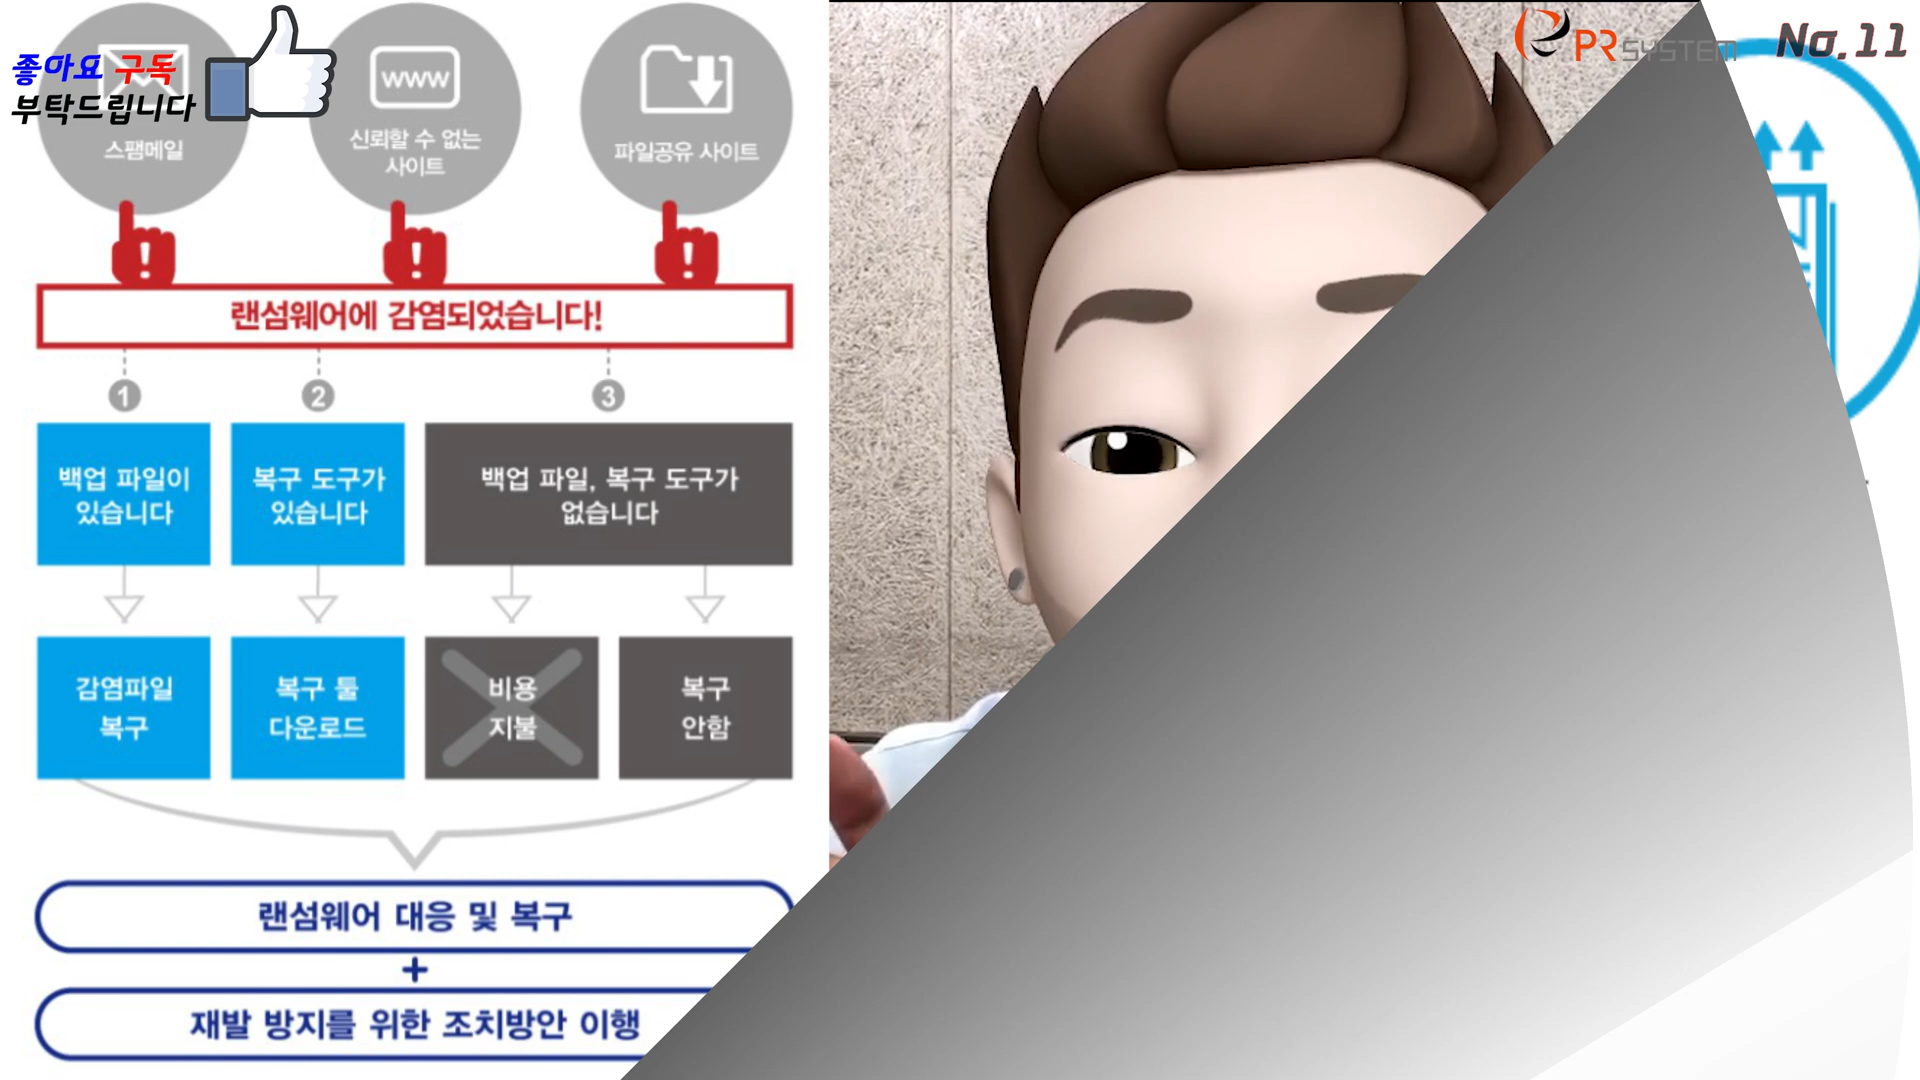 좋아요 구독
부탁드립니다
스팸메일
www
신뢰할 수 없는
사이트
파일공유 사이트
PR SYSTEM
No.11
!
!
!
랜섬웨어에 감염되었습니다!
1
2
3
백업 파일이
있습니다
복구 도구가
있습니다
백업 파일, 복구 도구가
없습니다
감염파일
복구
복구 툴
다운로드
비용
지불
복구
안함
랜섬웨어 대응 및 복구
+
재발 방지를 위한 조치방안 이행